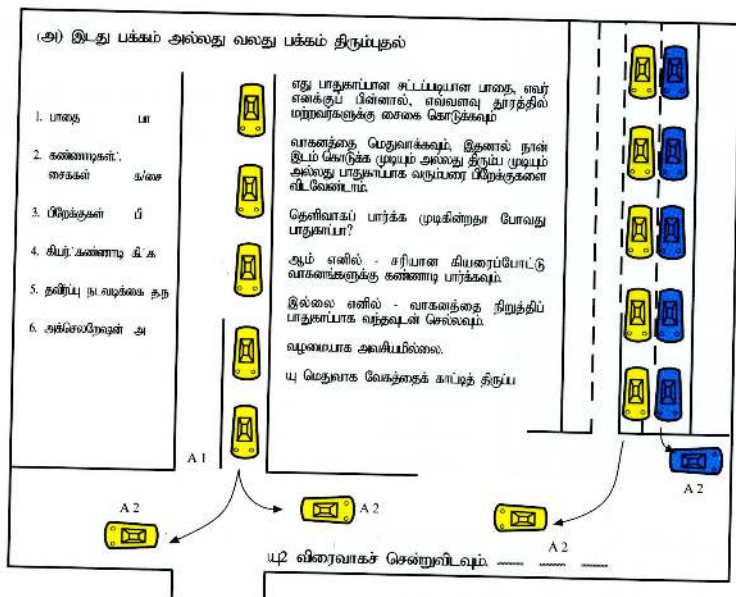 (அ) இடது பக்கம் அல்லது வலது பக்கம் திரும்புதல்
1. பாதை பா
2. கண்ணாடிகள்.'.
சைகைகள் க/சை
3. பிறேக்குகள் பி
4. கியர்.'.கண்ணாடி கி.'.க
5. தவிர்ப்பு நடவடிக்கை த.ந
6. அக்செலறேஷன் அ
எது பாதுகாப்பான சட்டப்படியான பாதை, எவர்
எனக்குப் பின்னால், எவ்வளவு தூரத்தில்
மற்றவர்களுக்கு சைகை கொடுக்கவும்
வாகனத்தை மெதுவாக்கவும், இதனால் நான்
இடம் கொடுக்க முடியும் அல்லது திரும்ப முடியும்
அல்லது பாதுகாப்பாக வரும்பரை பிறேக்குகளை
விடவேண்டாம்.
தெளிவாகப் பார்க்க முடிகின்றதா போவது
பாதுகாப்பா?
ஆம் எனில் - சரியான கியரைப்போட்டு
வாகனங்களுக்கு கண்ணாடி பார்க்கவும்.
இல்லை எனில் - வாகனத்தை நிறுத்திப்
பாதுகாப்பாக வந்தவுடன் செல்லவும்.
வழமையாக அவசியமில்லை.
யு மெதுவாக வேகத்தைக் காட்டித் திருப்ப
A 1
A 2
A 2
A 2
A 2
யு2 விரைவாகச் சென்றுவிடவும்.